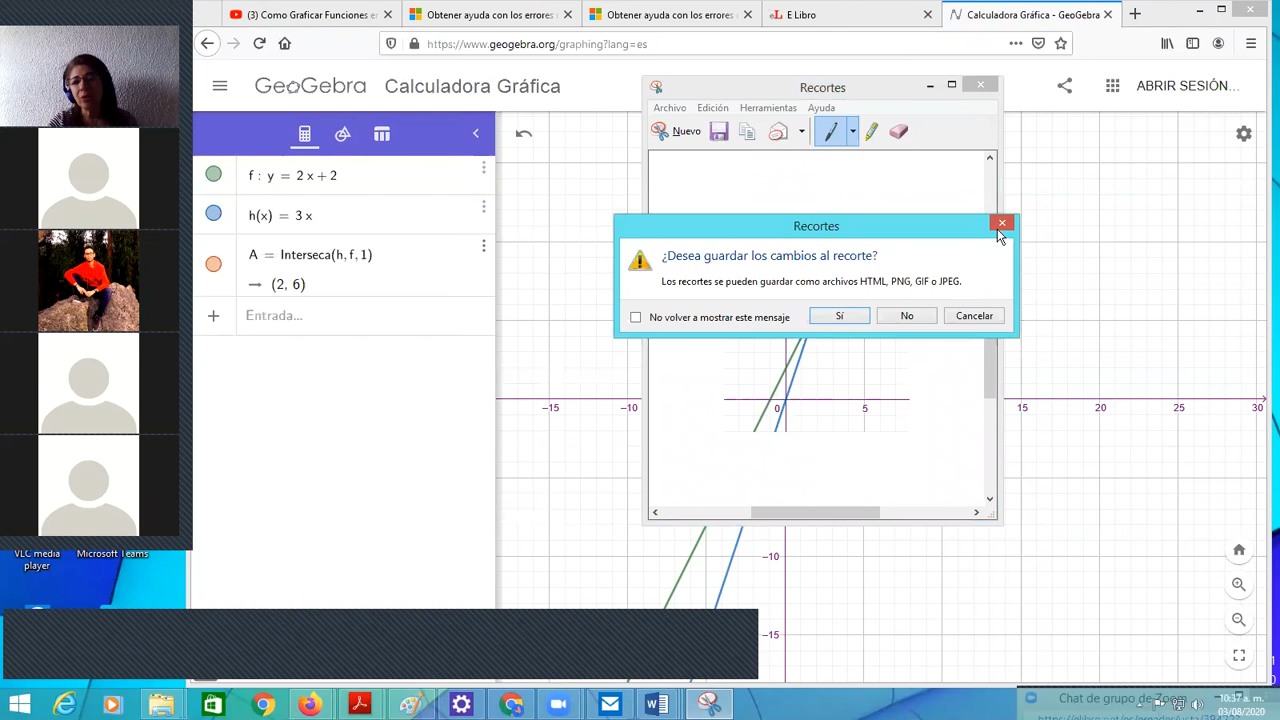 (3) Como Graficar Funciones e
Obtener ayuda con los errores
Obtener ayuda con los errores
E Libro
Calculadora Gráfica - GeoGebra
https://www.geogebra.org/graphing?lang=es
GeoGebra
Calculadora Gráfica
ABRIR SESIÓN...
Recortes
Archivo Edición Herramientas Ayuda
Nuevo
f : y = 2 x + 2
h(x) = 3 x
A = Interseca(h, f, 1)
→ (2, 6)
Entrada...
Recortes
¿Desea guardar los cambios al recorte?
Los recortes se pueden guardar como archivos HTML, PNG, GIF o JPEG.
No volver a mostrar este mensaje
Sí
No
Cancelar
0 5
−15 −10 15 20 25 30
−10
−15
VLC media
player
Microsoft Teams
Chat de grupo de Zoom
10:37 a. m.
03/08/2020